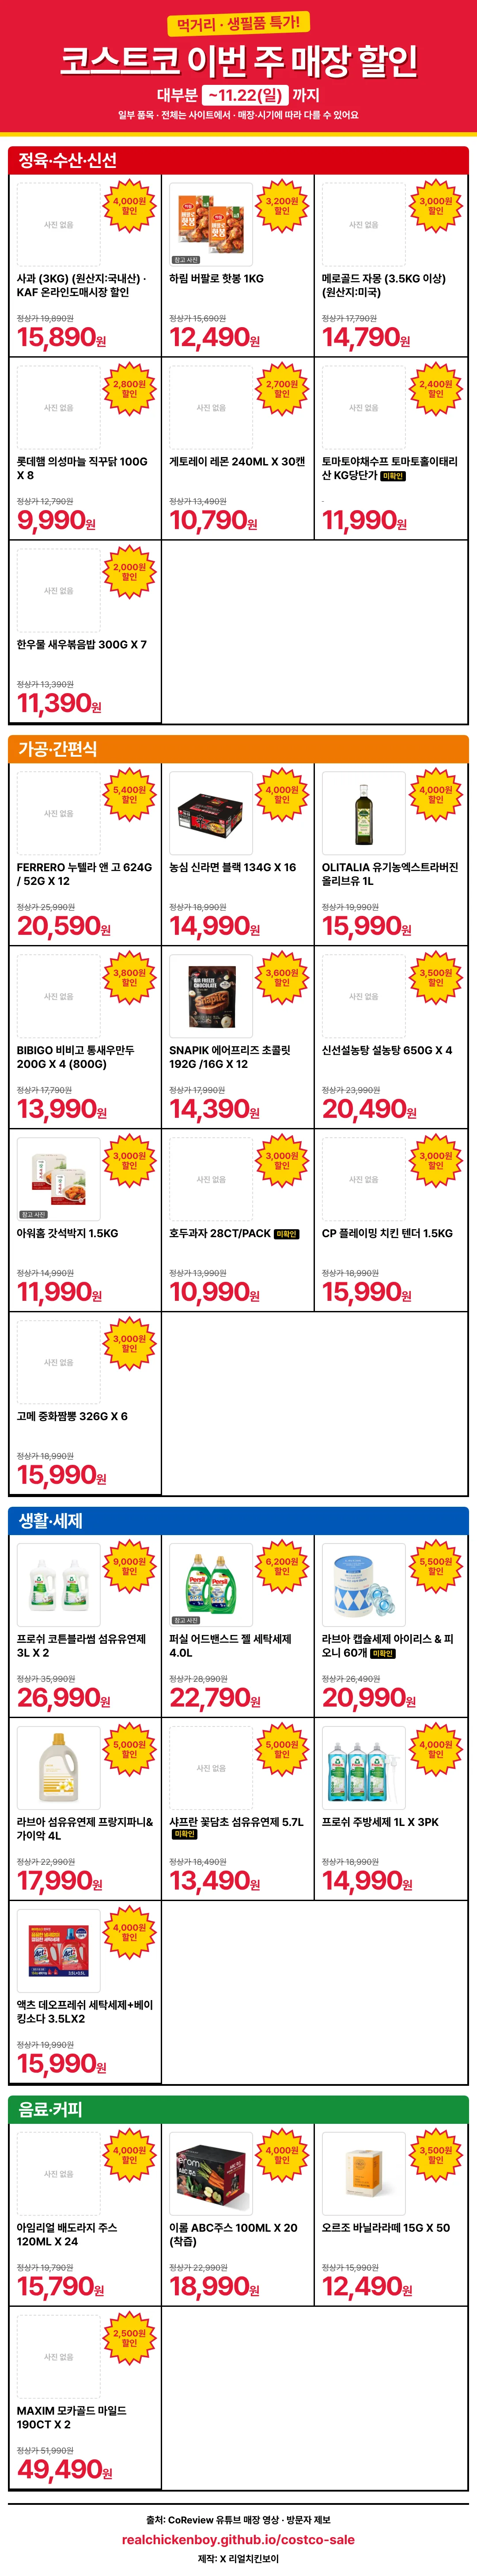 먹거리 · 생필품 특가!
코스트코 이번 주 매장 할인
대부분 ~11.22(일) 까지
일부 품목 · 전체는 사이트에서 · 매장·시기에 따라 다를 수 있어요
정육·수산·신선
사진 없음
4,000원
할인
사과 (3KG) (원산지:국내산) ·
KAF 온라인도매시장 할인
정상가 19,890원
15,890원
참고 사진
3,200원
할인
하림 버팔로 핫봉 1KG
정상가 15,690원
12,490원
사진 없음
3,000원
할인
메로골드 자몽 (3.5KG 이상)
(원산지:미국)
정상가 17,790원
14,790원
사진 없음
2,800원
할인
롯데햄 의성마늘 직꾸닭 100G
X 8
정상가 12,790원
9,990원
사진 없음
2,700원
할인
게토레이 레몬 240ML X 30캔
정상가 13,490원
10,790원
사진 없음
2,400원
할인
토마토야채수프 토마토홀이태리
산 KG당단가 미확인
-
11,990원
사진 없음
2,000원
할인
한우물 새우볶음밥 300G X 7
정상가 13,390원
11,390원
가공·간편식
사진 없음
5,400원
할인
FERRERO 누텔라 앤 고 624G
/ 52G X 12
정상가 25,990원
20,590원
4,000원
할인
농심 신라면 블랙 134G X 16
정상가 18,990원
14,990원
4,000원
할인
OLITALIA 유기농엑스트라버진
올리브유 1L
정상가 19,990원
15,990원
사진 없음
3,800원
할인
BIBIGO 비비고 통새우만두
200G X 4 (800G)
정상가 17,790원
13,990원
AIR FREEZE
CHOCOLATE
Snapik
3,600원
할인
SNAPIK 에어프리즈 초콜릿
192G /16G X 12
정상가 17,990원
14,390원
사진 없음
3,500원
할인
신선설농탕 설농탕 650G X 4
정상가 23,990원
20,490원
참고 사진
3,000원
할인
아워홈 갓석박지 1.5KG
정상가 14,990원
11,990원
사진 없음
3,000원
할인
호두과자 28CT/PACK 미확인
정상가 13,990원
10,990원
사진 없음
3,000원
할인
CP 플레이밍 치킨 텐더 1.5KG
정상가 18,990원
15,990원
사진 없음
3,000원
할인
고메 중화짬뽕 326G X 6
정상가 18,990원
15,990원
생활·세제
9,000원
할인
프로쉬 코튼블라썸 섬유유연제
3L X 2
정상가 35,990원
26,990원
Persil
참고 사진
6,200원
할인
퍼실 어드밴스드 젤 세탁세제
4.0L
정상가 28,990원
22,790원
5,500원
할인
라브아 캡슐세제 아이리스 & 피
오니 60개 미확인
정상가 26,490원
20,990원
5,000원
할인
라브아 섬유유연제 프랑지파니&
가이악 4L
정상가 22,990원
17,990원
사진 없음
5,000원
할인
샤프란 꽃담초 섬유유연제 5.7L
미확인
정상가 18,490원
13,490원
4,000원
할인
프로쉬 주방세제 1L X 3PK
정상가 18,990원
14,990원
4,000원
할인
액츠 데오프레쉬 세탁세제+베이
킹소다 3.5LX2
정상가 19,990원
15,990원
음료·커피
사진 없음
4,000원
할인
아임리얼 배도라지 주스
120ML X 24
정상가 19,790원
15,790원
erom
ABC 주스
4,000원
할인
이롬 ABC주스 100ML X 20
(착즙)
정상가 22,990원
18,990원
3,500원
할인
오르조 바닐라라떼 15G X 50
정상가 15,990원
12,490원
사진 없음
2,500원
할인
MAXIM 모카골드 마일드
190CT X 2
정상가 51,990원
49,490원
출처: CoReview 유튜브 매장 영상 · 방문자 제보
realchickenboy.github.io/costco-sale
제작: X 리얼치킨보이